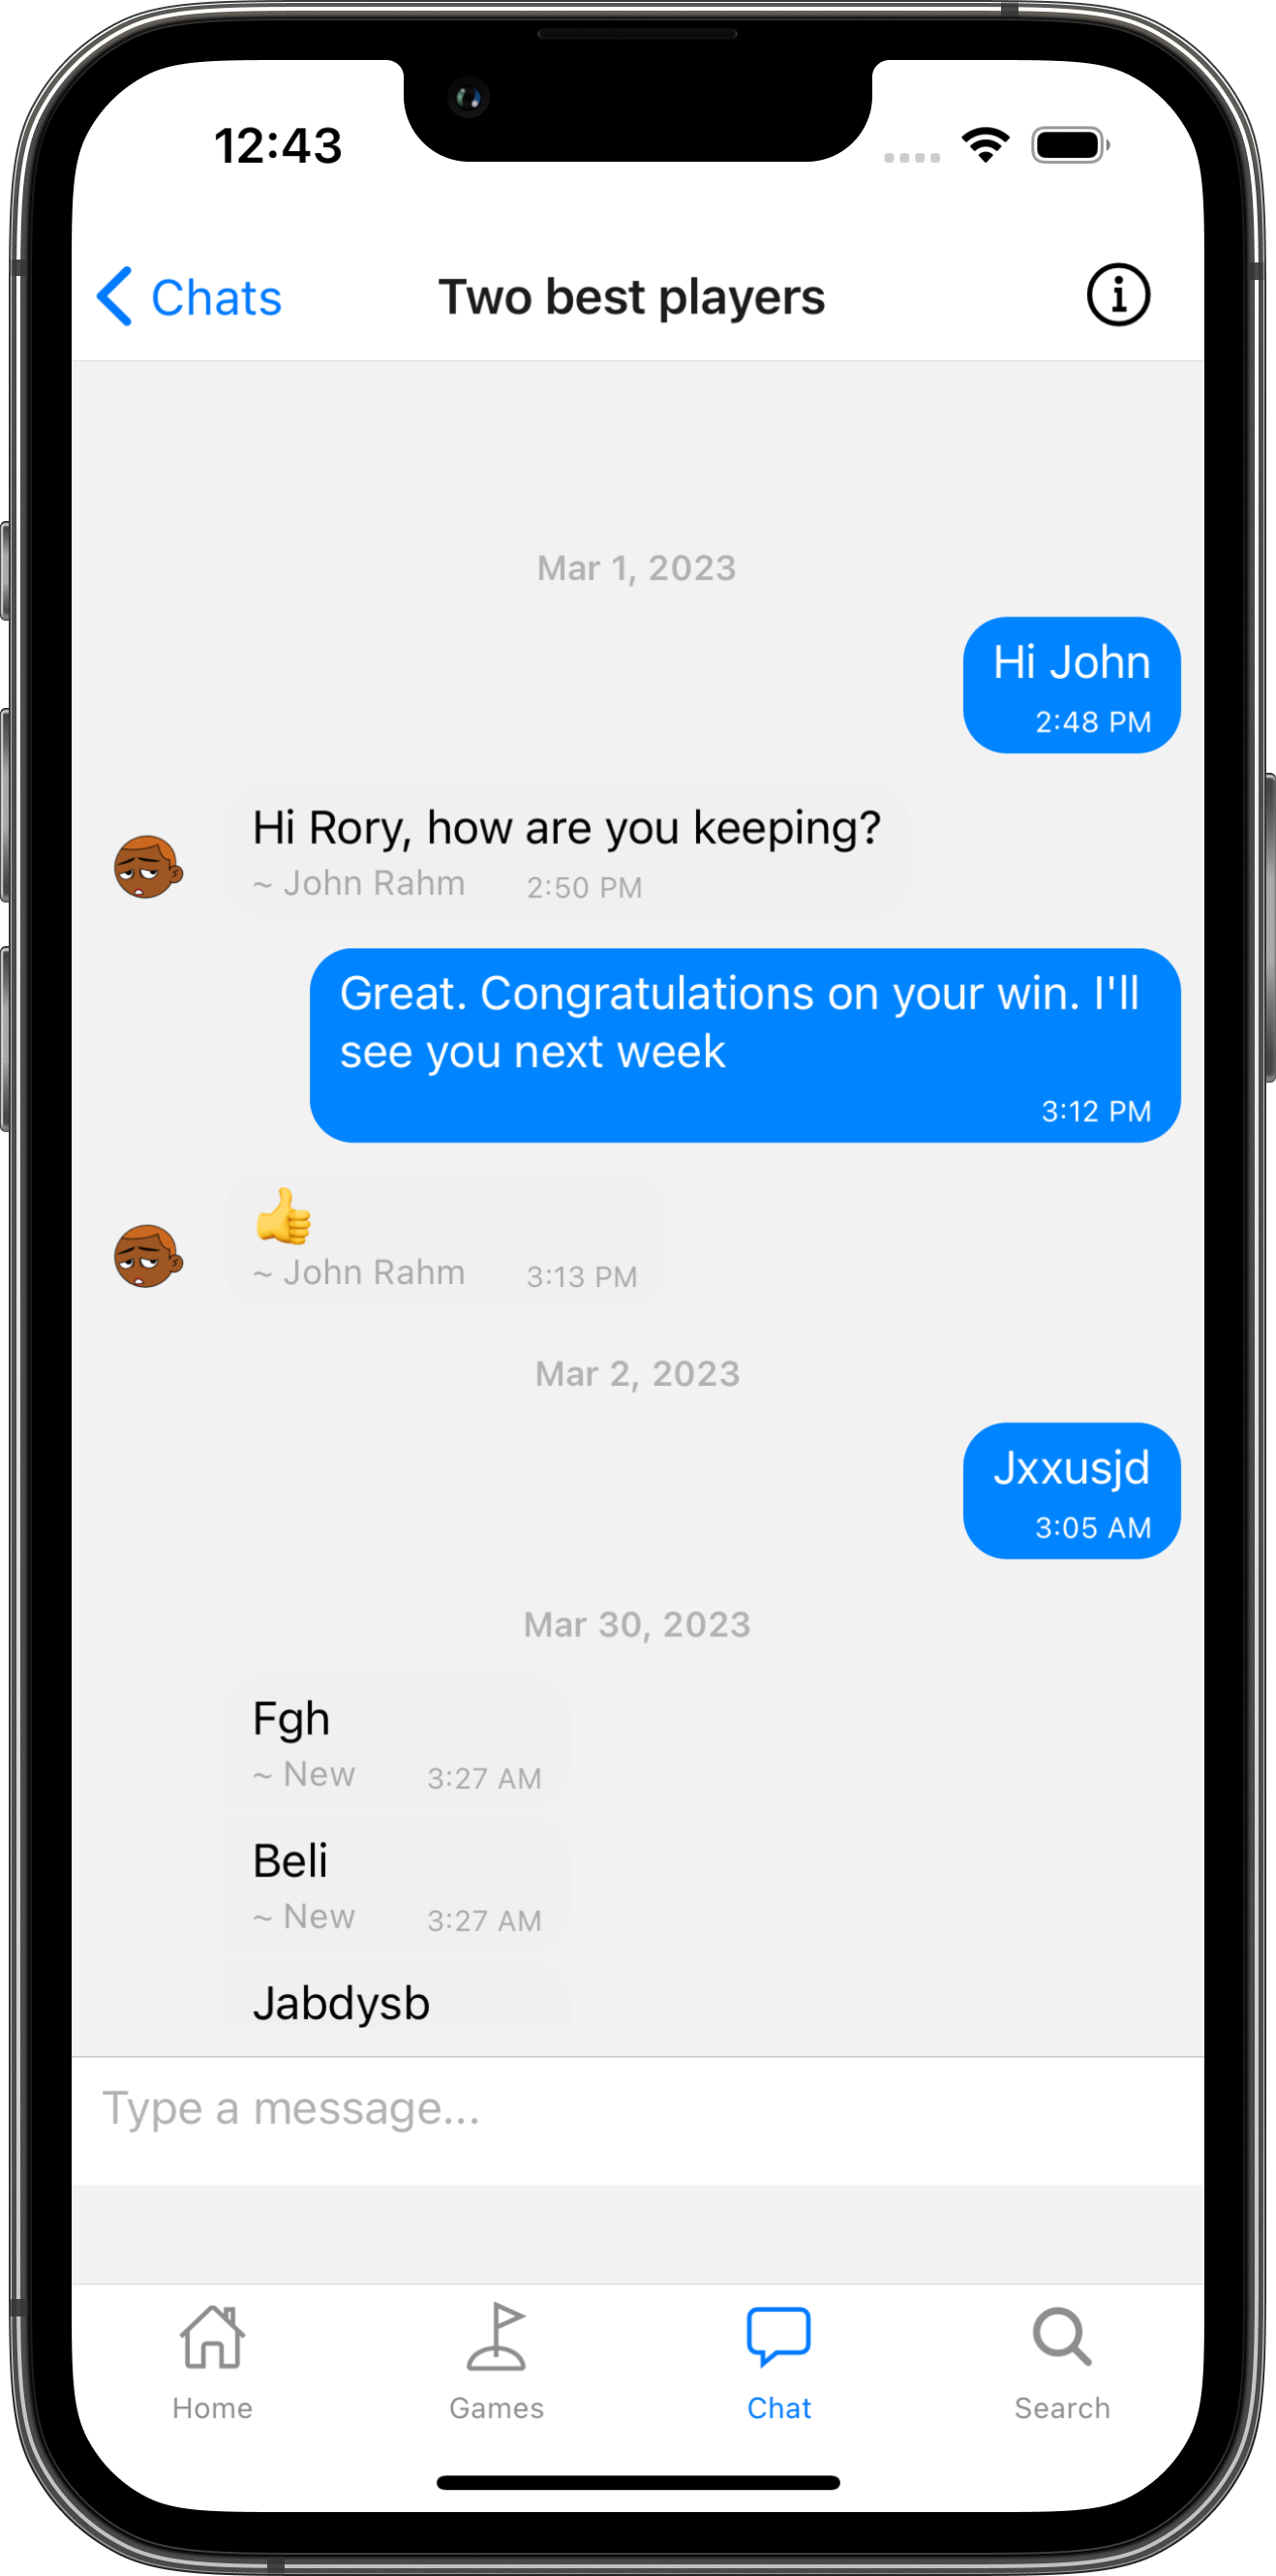 12:43
Chats
Two best players
Mar 1, 2023
Hi John
2:48 PM
Hi Rory, how are you keeping?
~ John Rahm 2:50 PM
Great. Congratulations on your win. I'll
see you next week
3:12 PM
👍
~ John Rahm 3:13 PM
Mar 2, 2023
Jxxusjd
3:05 AM
Mar 30, 2023
Fgh
~ New 3:27 AM
Beli
~ New 3:27 AM
Jabdysb
Type a message...
Home Games Chat Search